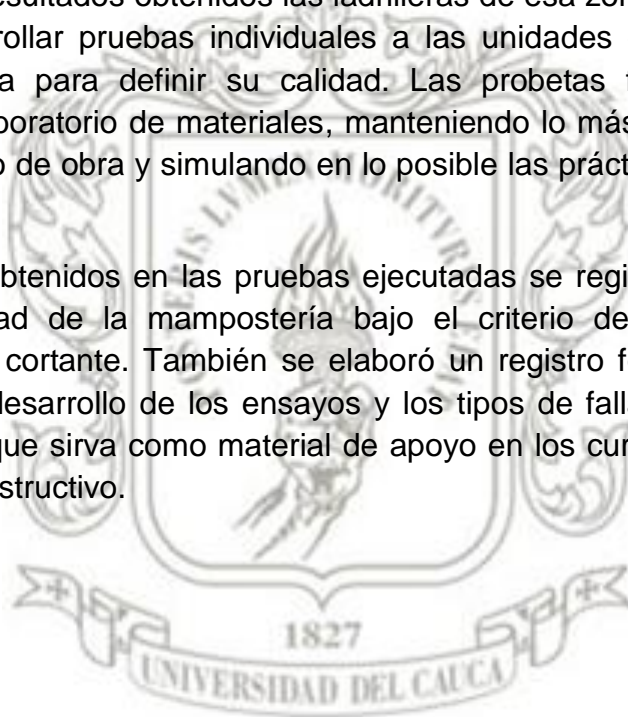 esultados obtenidos las ladrilleras de esa zon
rollar pruebas individuales a las unidades
a para definir su calidad. Las probetas
boratorio de materiales, manteniendo lo más
o de obra y simulando en lo posible las práct
btenidos en las pruebas ejecutadas se regi
ad de la mampostería bajo el criterio de
cortante. También se elaboró un registro f
desarrollo de los ensayos y los tipos de fall
que sirva como material de apoyo en los cur
structivo.
1827
UNIVERSIDAD DEL CAUCA